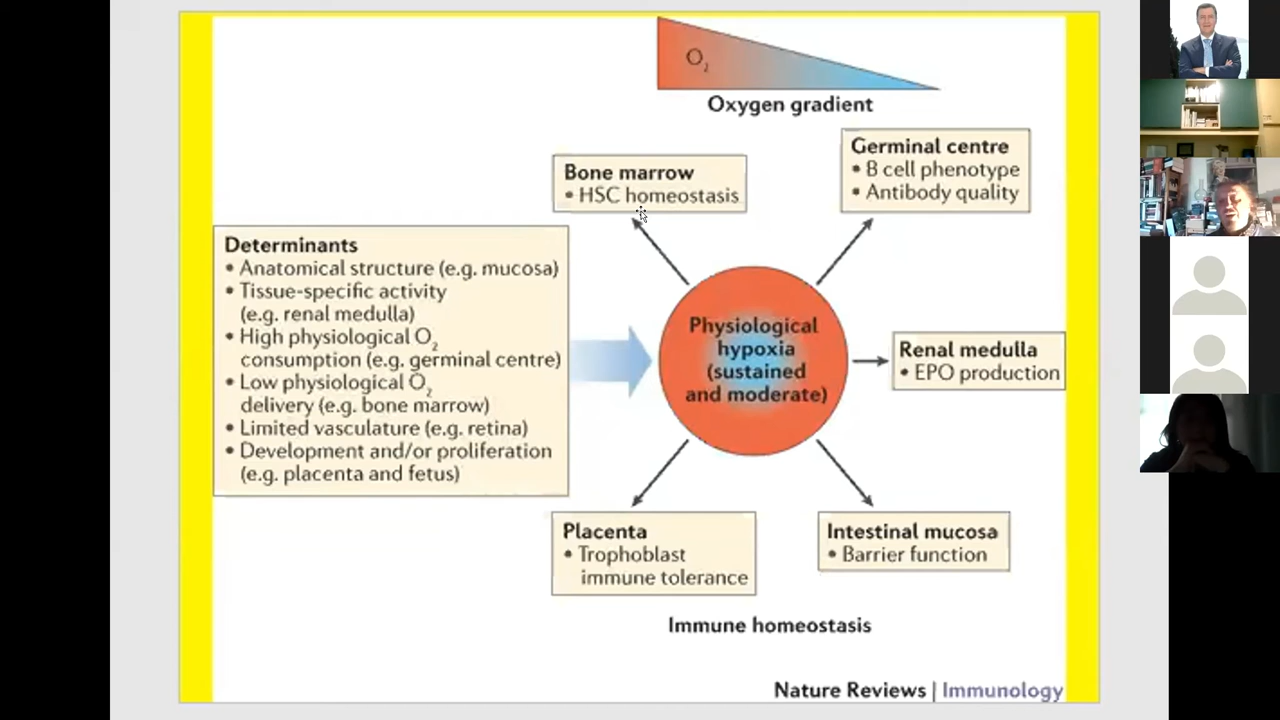 O2
Oxygen gradient
Germinal centre
• B cell phenotype
• Antibody quality
Bone marrow
• HSC homeostasis
Determinants
• Anatomical structure (e.g. mucosa)
• Tissue-specific activity
(e.g. renal medulla)
• High physiological O2
consumption (e.g. germinal centre)
• Low physiological O2
delivery (e.g. bone marrow)
• Limited vasculature (e.g. retina)
• Development and/or proliferation
(e.g. placenta and fetus)
Physiological
hypoxia
(sustained
and moderate)
Renal medulla
• EPO production
Placenta
• Trophoblast
immune tolerance
Intestinal mucosa
• Barrier function
Immune homeostasis
Nature Reviews | Immunology